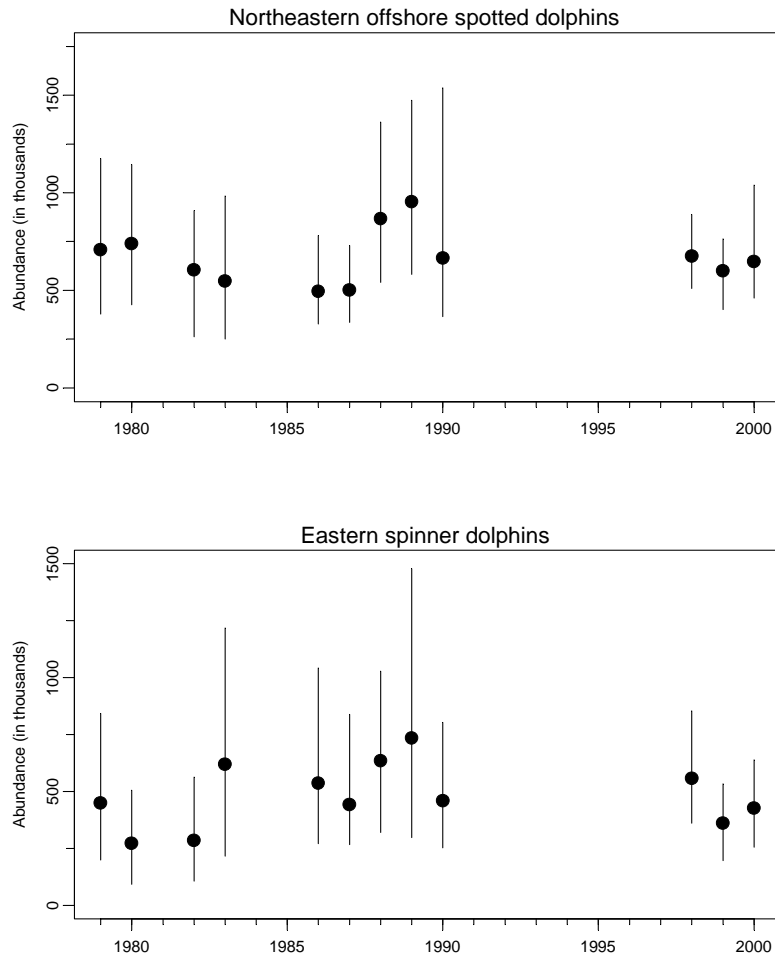 Northeastern offshore spotted dolphins
Abundance (in thousands)
1500
1000
500
0
1980 1985 1990 1995 2000
Eastern spinner dolphins
Abundance (in thousands)
1500
1000
500
0
1980 1985 1990 1995 2000